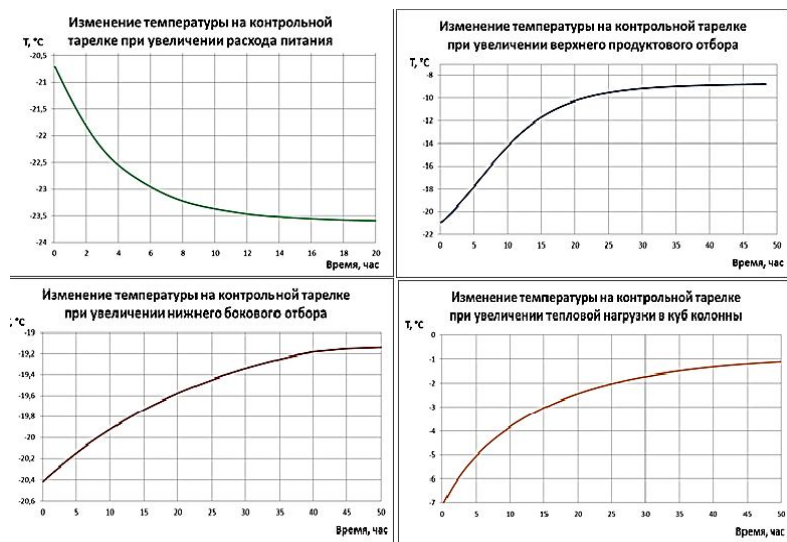 Изменение температуры на контрольной
тарелке при увеличении расхода питания
T, °C
-20,5
-21
-21,5
-22
-22,5
-23
-23,5
-24
0 2 4 6 8 10 12 14 16 18 20
Время, час
Изменение температуры на контрольной тарелке
при увеличении верхнего продуктового отбора
T, °C
-8
-10
-12
-14
-16
-18
-20
-22
0 5 10 15 20 25 30 35 40 45 50
Время, час
Изменение температуры на контрольной тарелке
при увеличении нижнего бокового отбора
, °C
-19
-19,2
-19,4
-19,6
-19,8
-20
-20,2
-20,4
-20,6
0 5 10 15 20 25 30 35 40 45 50
Время, час
Изменение температуры на контрольной тарелке
при увеличении тепловой нагрузки в куб колонны
T, °C
0
-1
-2
-3
-4
-5
-6
-7
0 5 10 15 20 25 30 35 40 45 50
Время, час